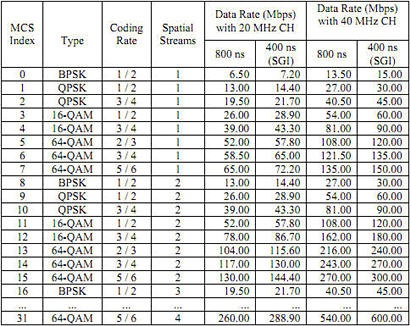 MCS Index Type Coding Rate Spatial Streams Data Rate (Mbps) with 20 MHz CH Data Rate (Mbps) with 40 MHz CH
800 ns 400 ns (SGI) 800 ns 400 ns (SGI)
0 BPSK 1 / 2 1 6.50 7.20 13.50 15.00
1 QPSK 1 / 2 1 13.00 14.40 27.00 30.00
2 QPSK 3 / 4 1 19.50 21.70 40.50 45.00
3 16-QAM 1 / 2 1 26.00 28.90 54.00 60.00
4 16-QAM 3 / 4 1 39.00 43.30 81.00 90.00
5 64-QAM 2 / 3 1 52.00 57.80 108.00 120.00
6 64-QAM 3 / 4 1 58.50 65.00 121.50 135.00
7 64-QAM 5 / 6 1 65.00 72.20 135.00 150.00
8 BPSK 1 / 2 2 13.00 14.40 27.00 30.00
9 QPSK 1 / 2 2 26.00 28.90 54.00 60.00
10 QPSK 3 / 4 2 39.00 43.30 81.00 90.00
11 16-QAM 1 / 2 2 52.00 57.80 108.00 120.00
12 16-QAM 3 / 4 2 78.00 86.70 162.00 180.00
13 64-QAM 2 / 3 2 104.00 115.60 216.00 240.00
14 64-QAM 3 / 4 2 117.00 130.00 243.00 270.00
15 64-QAM 5 / 6 2 130.00 144.40 270.00 300.00
16 BPSK 1 / 2 3 19.50 21.70 40.50 45.00
... ... ... ... ... ... ... ...
31 64-QAM 5 / 6 4 260.00 288.90 540.00 600.00